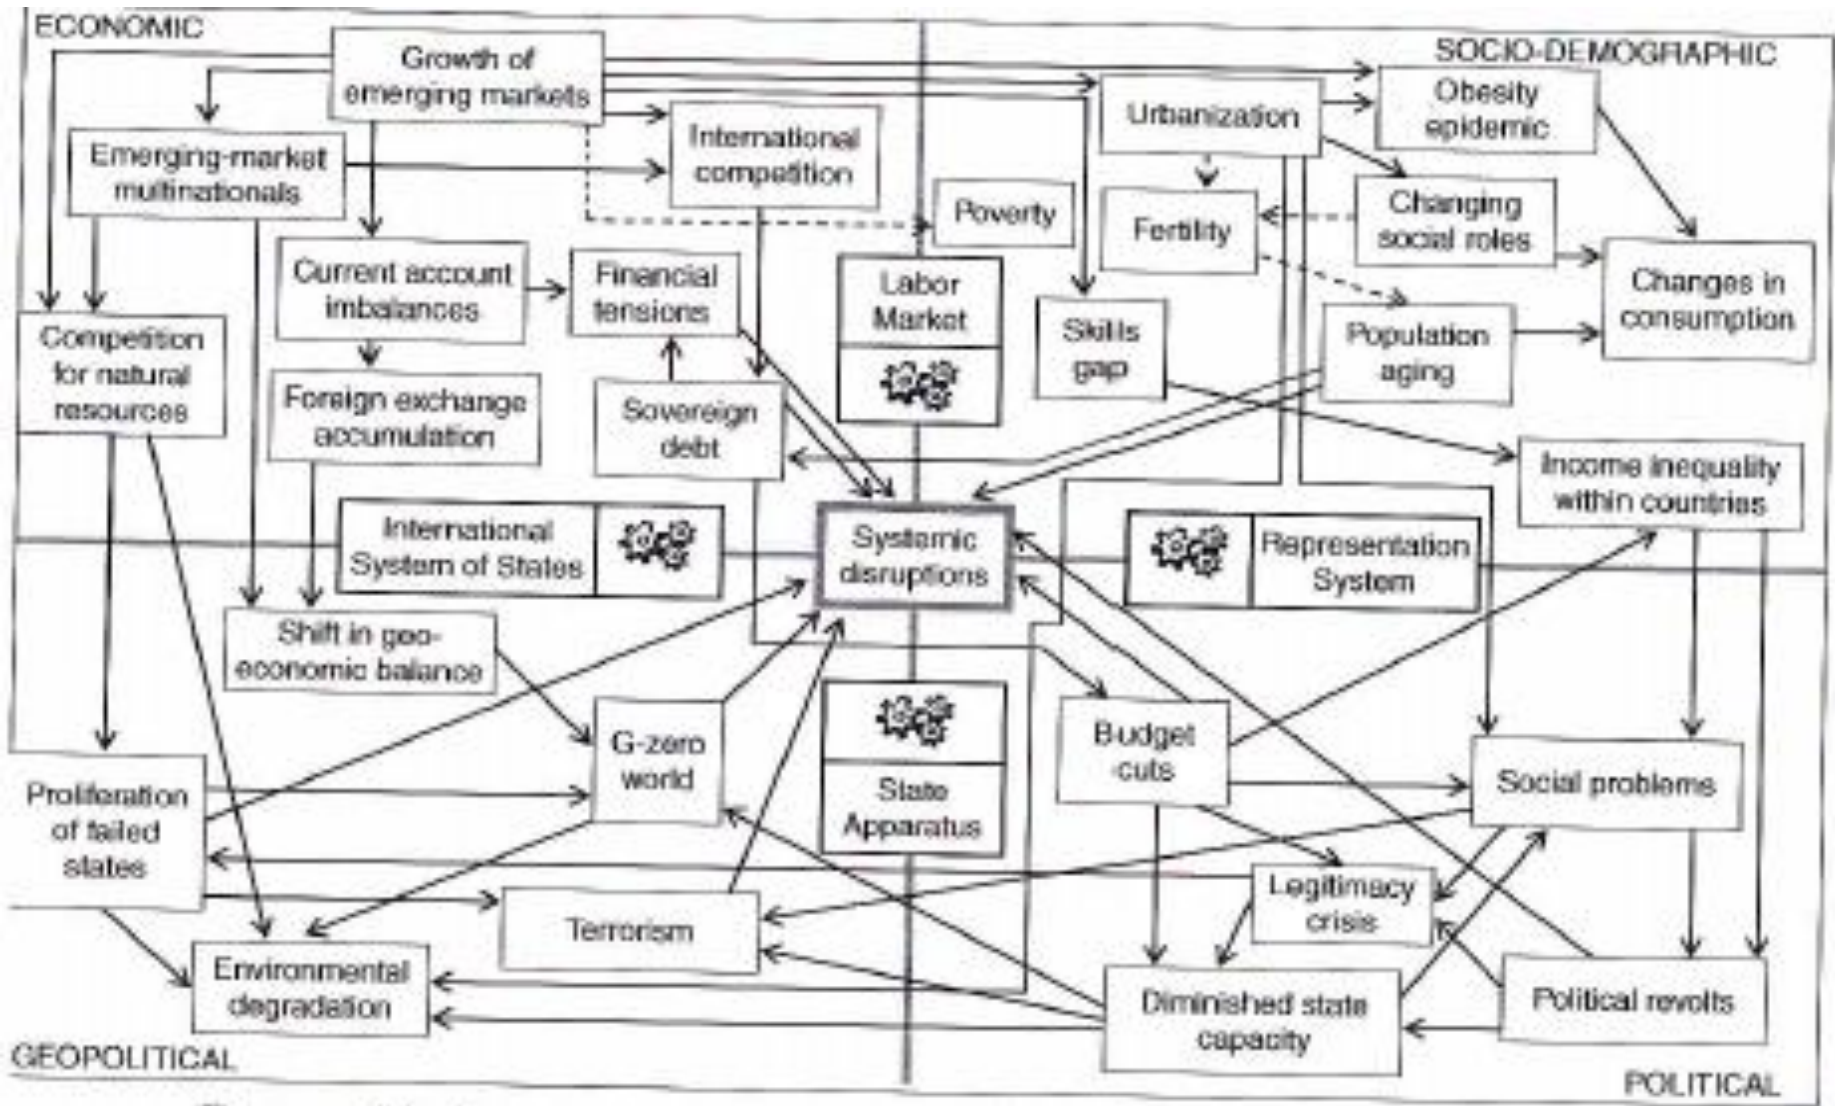 ECONOMIC
SOCIO-DEMOGRAPHIC
Growth of
emerging markets
Urbanization
Obesity
epidemic
International
competition
Emerging-market
multinationals
Poverty
Fertility
Changing
social roles
Current account
imbalances
Financial
tensions
Labor
Market
Skills
gap
Population
aging
Changes in
consumption
Competition
for natural
resources
Foreign exchange
accumulation
Sovereign
debt
Income inequality
within countries
International
System of States
Systemic
disruptions
Representation
System
Shift in geo-
economic balance
G-zero
world
State
Apparatus
Budget
cuts
Social problems
Proliferation
of failed
states
Terrorism
Legitimacy
crisis
Environmental
degradation
Diminished state
capacity
Political revolts
GEOPOLITICAL
POLITICAL